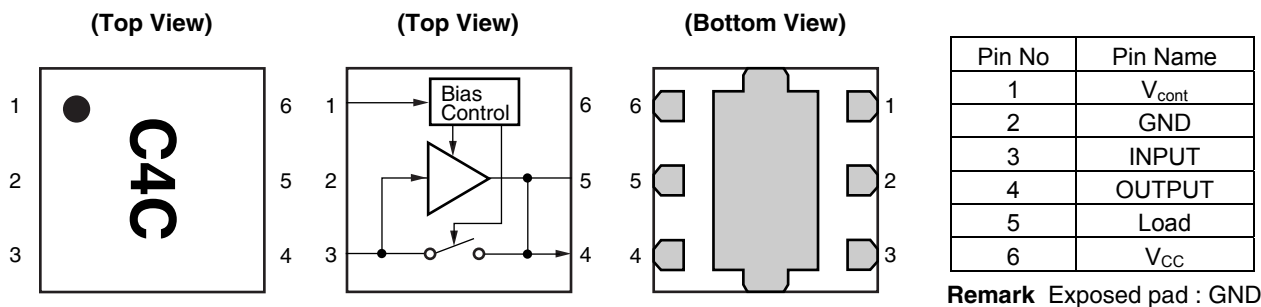 (Top View)
(Top View)
(Bottom View)
1
2
3
C4C
6
5
4
1
2
3
Bias
Control
6
5
4
6
5
4
1
2
3
Pin No Pin Name
1 Vcont
2 GND
3 INPUT
4 OUTPUT
5 Load
6 VCC
Remark Exposed pad : GND